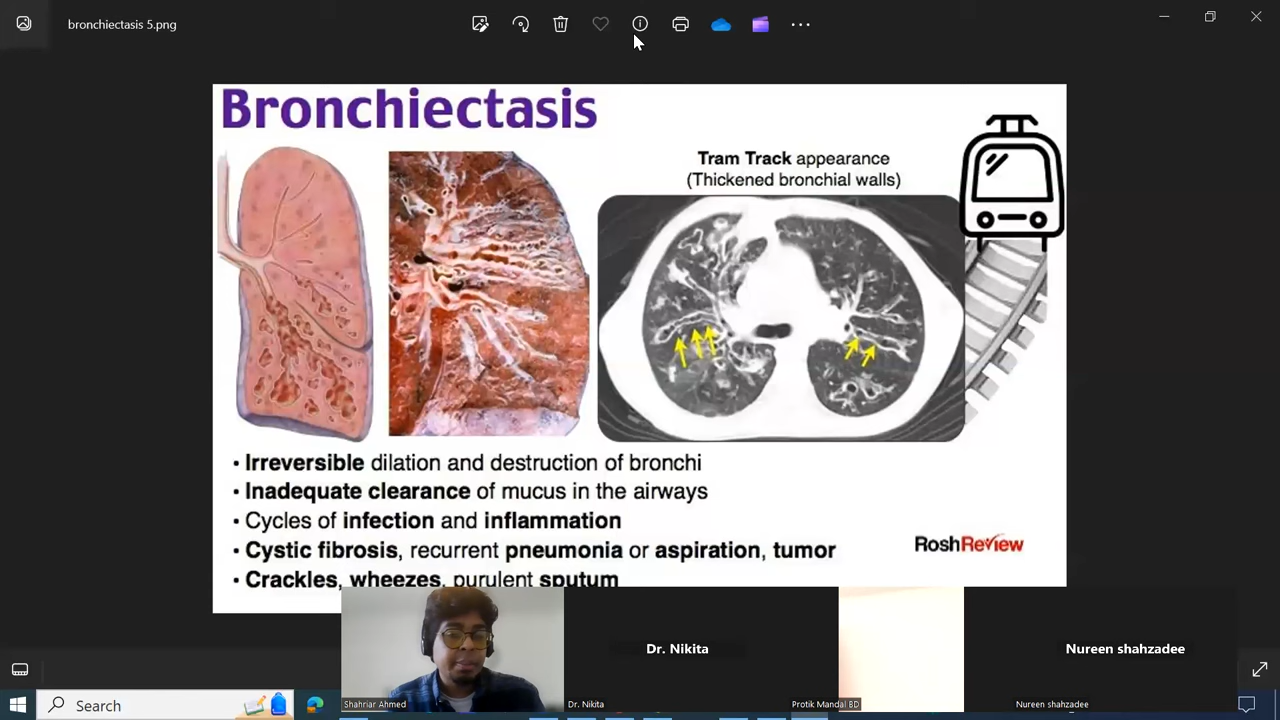 bronchiectasis 5.png
Bronchiectasis
Tram Track appearance
(Thickened bronchial walls)
• Irreversible dilation and destruction of bronchi
• Inadequate clearance of mucus in the airways
• Cycles of infection and inflammation
• Cystic fibrosis, recurrent pneumonia or aspiration, tumor
• Crackles, wheezes, purulent sputum
RoshReview
Dr. Nikita
Nureen shahzadee
Shahriar Ahmed
Dr. Nikita
Protik Mandal BD
Nureen shahzadee
Search